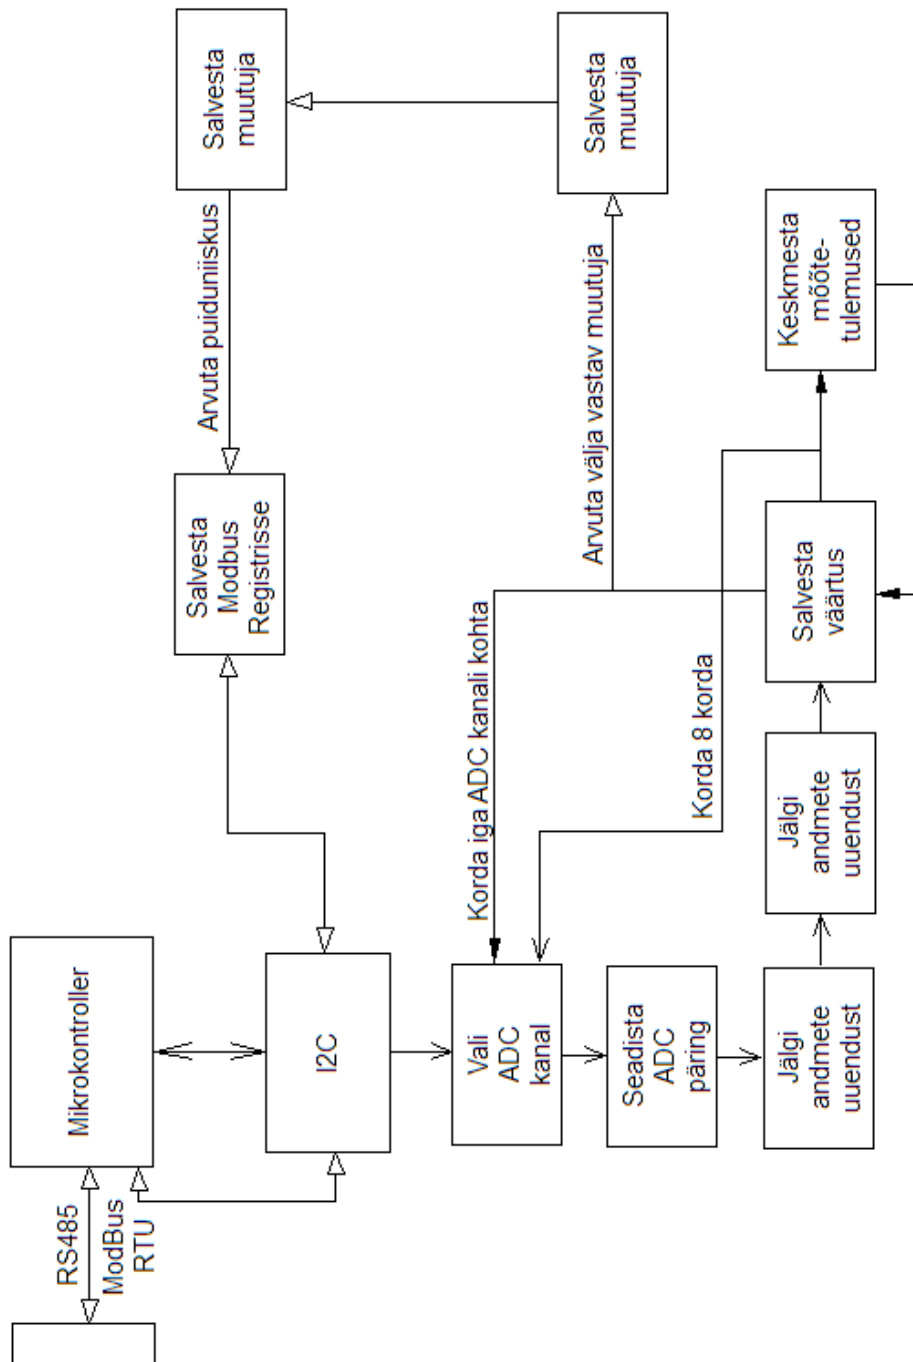 RS485
ModBus
RTU
Mikrokontroller
I2C
Salvesta
Modbus
Registrisse
Arvuta puiduniiskus
Salvesta
muutuja
Salvesta
muutuja
Arvuta välja vastav muutuja
Korda iga ADC kanali kohta
Korda 8 korda
Vali
ADC
kanal
Seadista
ADC
päring
Jälgi
andmete
uuendust
Jälgi
andmete
uuendust
Salvesta
väärtus
Keskmesta
mõõte-
tulemused